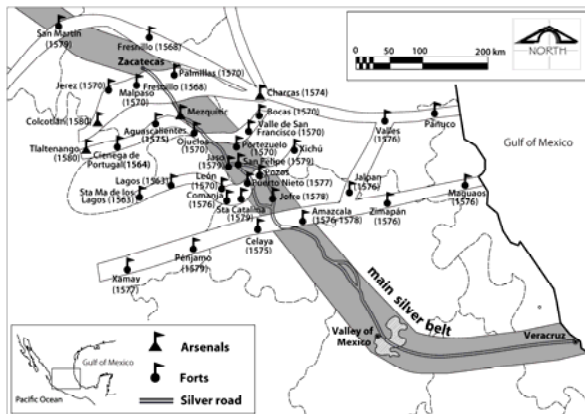 San Martín
(1579)
Fresnillo (1568)
Zacatecas
Palmillas (1570)
Jerez (1570)
Fresnillo (1568)
Malpaso
1570)
Charcas (1574)
Mezquitic
Bocas (1570)
Colcotlán (1580)
Aguascalientes
(1575)
Ojuelos
(1570)
Valle de San
Francisco (1570)
Portezuelo
(1570)
Xichú
Valles
(1576)
Pánuco
Gulf of Mexico
Tlaltenango
(1580)
Cienega de
Portugal (1564)
Jaso
(1579)
San Felipe (1579)
Pozos
Lagos (1563)
León
(1570)
Puerto Nieto (1577)
Jalpan
(1576)
Maguaos
(1576)
Sta Ma de los
Lagos (1563)
Comanja
(1576)
Jofre (1578)
Sta Catalina
(1579)
Amazcala
(1576-1578)
Zimapán
(1576)
Celaya
(1575)
Pénjamo
(1579)
Xamay
(1577)
main silver belt
Valley of
Mexico
Veracruz
0 50 100 200 km
NORTH
Gulf of Mexico
Pacific Ocean
Arsenals
Forts
Silver road